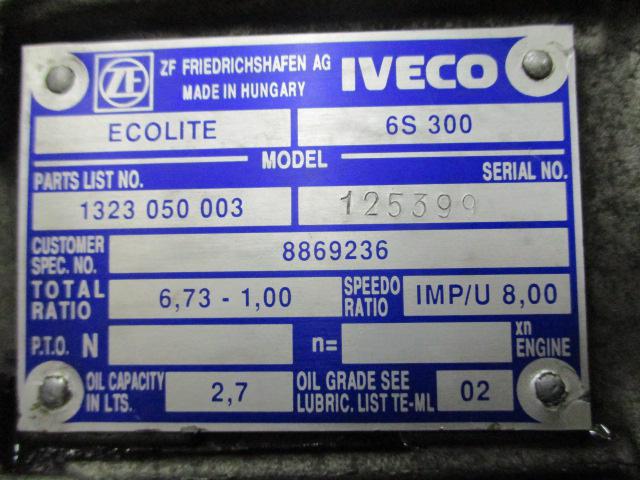 ZF ZF FRIEDRICHSHAFEN AG IVECO
MADE IN HUNGARY
ECOLITE 6S 300
MODEL
PARTS LIST NO. SERIAL NO.
1323 050 003 125399
CUSTOMER SPEC. NO. 8869236
TOTAL RATIO 6,73 - 1,00 SPEEDO RATIO IMP/U 8,00
P.T.O. N n= xn ENGINE
OIL CAPACITY IN LTS. 2,7 OIL GRADE SEE LUBRIC. LIST TE-ML 02